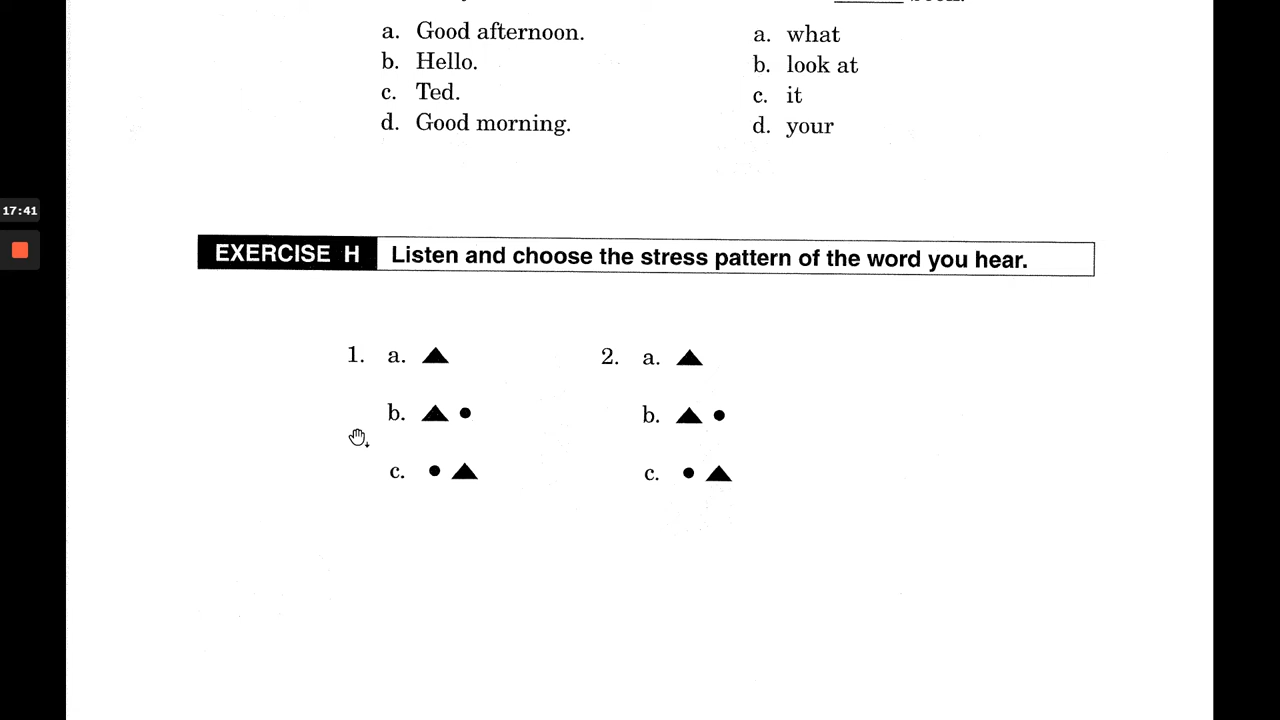 a. Good afternoon.
b. Hello.
c. Ted.
d. Good morning.
a. what
b. look at
c. it
d. your
17:41
EXERCISE H Listen and choose the stress pattern of the word you hear.
1. a. ▲
b. ▲ ●
c. ● ▲
2. a. ▲
b. ▲ ●
c. ● ▲